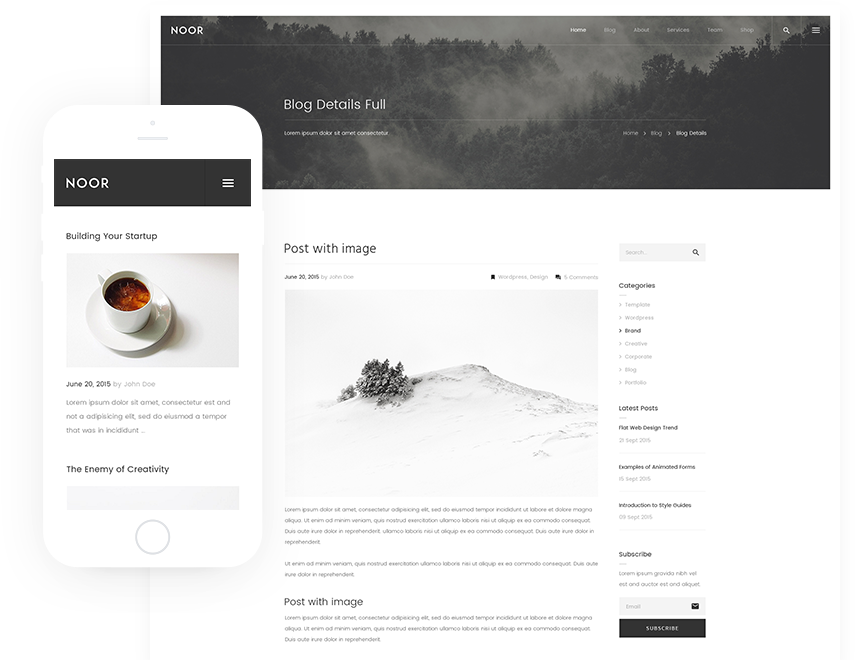 NOOR
Home Blog About Services Team Shop
Blog Details Full
Lorem ipsum dolor sit amet consectetur
Home > Blog > Blog Details
NOOR
Building Your Startup
June 20, 2015 by John Doe
Lorem ipsum dolor sit amet, consectetur est and
not a adipisicing elit, sed do eiusmod a tempor
that was in incididunt ...
The Enemy of Creativity
Post with image
June 20, 2015 by John Doe
Wordpress, Design 5 Comments
Lorem ipsum dolor sit amet, consectetur adipisicing elit, sed do eiusmod tempor incididunt ut labore et dolore magna
aliqua. Ut enim ad minim veniam, quis nostrud exercitation ullamco laboris nisi ut aliquip ex ea commodo consequat.
Duis aute irure dolor in reprehenderit. ullamco laboris nisi ut aliquip ex ea commodo consequat. Duis aute irure dolor in
reprehenderit
Ut enim ad minim veniam, quis nostrud exercitation ullamco laboris nisi ut aliquip ex ea commodo consequat. Duis aute
irure dolor in reprehenderit.
Post with image
Lorem ipsum dolor sit amet, consectetur adipisicing elit, sed do eiusmod tempor incididunt ut labore et dolore magna
aliqua. Ut enim ad minim veniam, quis nostrud exercitation ullamco laboris nisi ut aliquip ex ea commodo consequat.
Duis aute irure dolor in reprehenderit.
Search...
Categories
> Template
> Wordpress
> Brand
> Creative
> Corporate
> Blog
> Portfolio
Latest Posts
Flat Web Design Trend
21 Sept 2015
Examples of Animated Forms
15 Sept 2015
Introduction to Style Guides
09 Sept 2015
Subscribe
Lorem ipsum gravida nibh vel
est and auctor est and aliquet.
Email
SUBSCRIBE